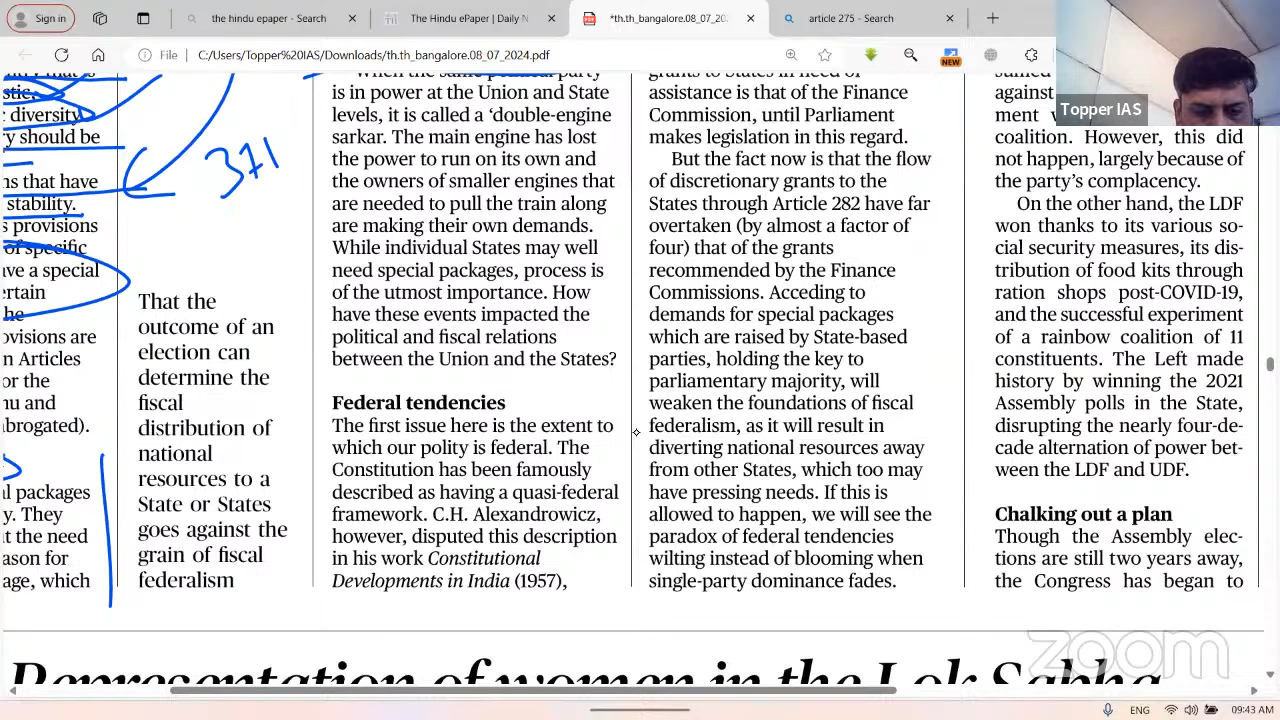 Sign in
the hindu epaper - Search
The Hindu ePaper | Daily N
*th.th_bangalore.08_07_202
article 275 - Search
File
C:/Users/Topper%20IAS/Downloads/th.th_bangalore.08_07_2024.pdf
NEW
Topper IAS
stic,
diversity
y should be
ns that have
stability.
s provisions
of specific
ave a special
ertain
he
ovisions are
n Articles
or the
nu and
abrogated).
al packages
y. They
t the need
eason for
age, which
371
That the
outcome of an
election can
determine the
fiscal
distribution of
national
resources to a
State or States
goes against the
grain of fiscal
federalism
When the same political party
is in power at the Union and State
levels, it is called a ‘double-engine
sarkar. The main engine has lost
the power to run on its own and
the owners of smaller engines that
are needed to pull the train along
are making their own demands.
While individual States may well
need special packages, process is
of the utmost importance. How
have these events impacted the
political and fiscal relations
between the Union and the States?
Federal tendencies
The first issue here is the extent to
which our polity is federal. The
Constitution has been famously
described as having a quasi-federal
framework. C.H. Alexandrowicz,
however, disputed this description
in his work Constitutional
Developments in India (1957),
grants to States in need of
assistance is that of the Finance
Commission, until Parliament
makes legislation in this regard.
But the fact now is that the flow
of discretionary grants to the
States through Article 282 have far
overtaken (by almost a factor of
four) that of the grants
recommended by the Finance
Commissions. Acceding to
demands for special packages
which are raised by State-based
parties, holding the key to
parliamentary majority, will
weaken the foundations of fiscal
federalism, as it will result in
diverting national resources away
from other States, which too may
have pressing needs. If this is
allowed to happen, we will see the
paradox of federal tendencies
wilting instead of blooming when
single-party dominance fades.
against
ment
coalition. However, this did
not happen, largely because of
the party’s complacency.
On the other hand, the LDF
won thanks to its various so-
cial security measures, its dis-
tribution of food kits through
ration shops post-COVID-19,
and the successful experiment
of a rainbow coalition of 11
constituents. The Left made
history by winning the 2021
Assembly polls in the State,
disrupting the nearly four-de-
cade alternation of power bet-
ween the LDF and UDF.
Chalking out a plan
Though the Assembly elec-
tions are still two years away,
the Congress has began to
Representation of women in the Lok Sabha
zoom
ENG
09:43 AM